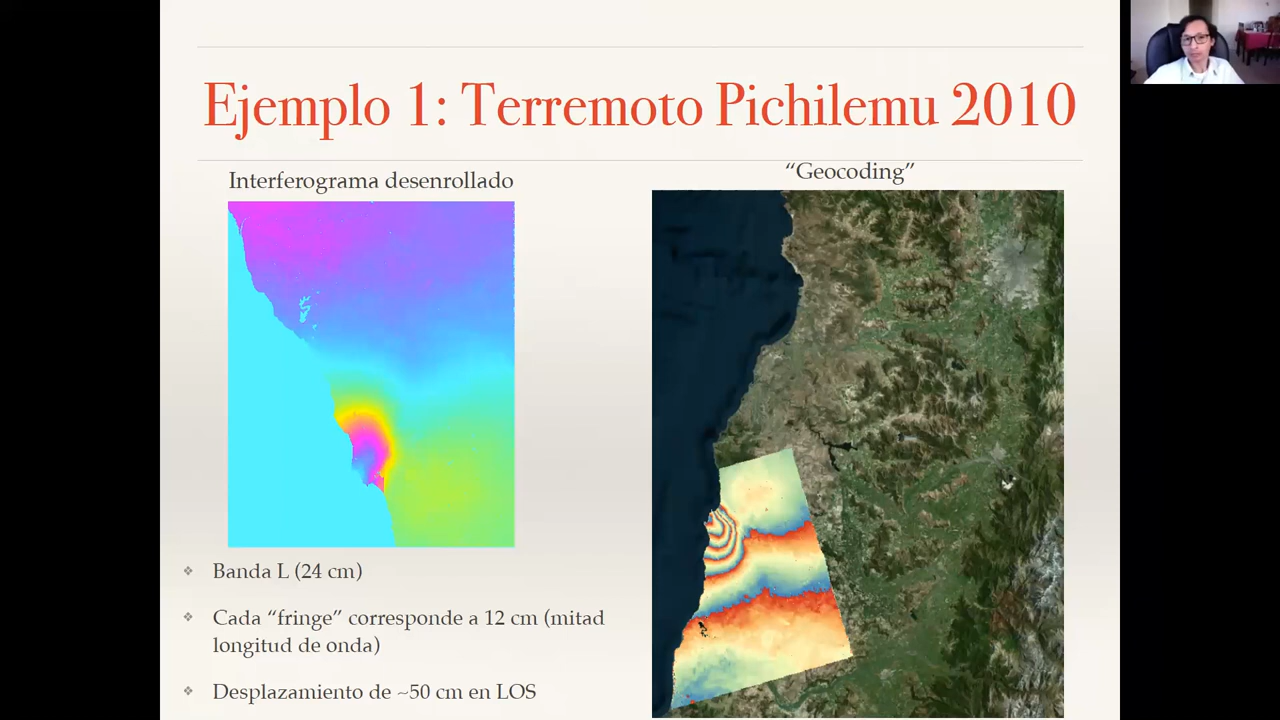 Ejemplo 1: Terremoto Pichilemu 2010
Interferograma desenrollado
“Geocoding”
❖ Banda L (24 cm)
❖ Cada “fringe” corresponde a 12 cm (mitad
longitud de onda)
❖ Desplazamiento de ~50 cm en LOS